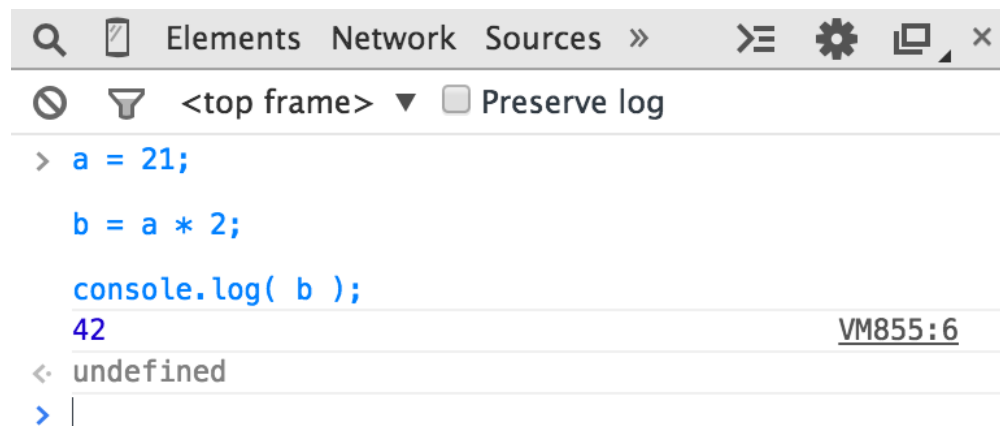 Elements Network Sources »
<top frame> ▼ Preserve log
> a = 21;
b = a * 2;
console.log( b );
42 VM855:6
undefined
>